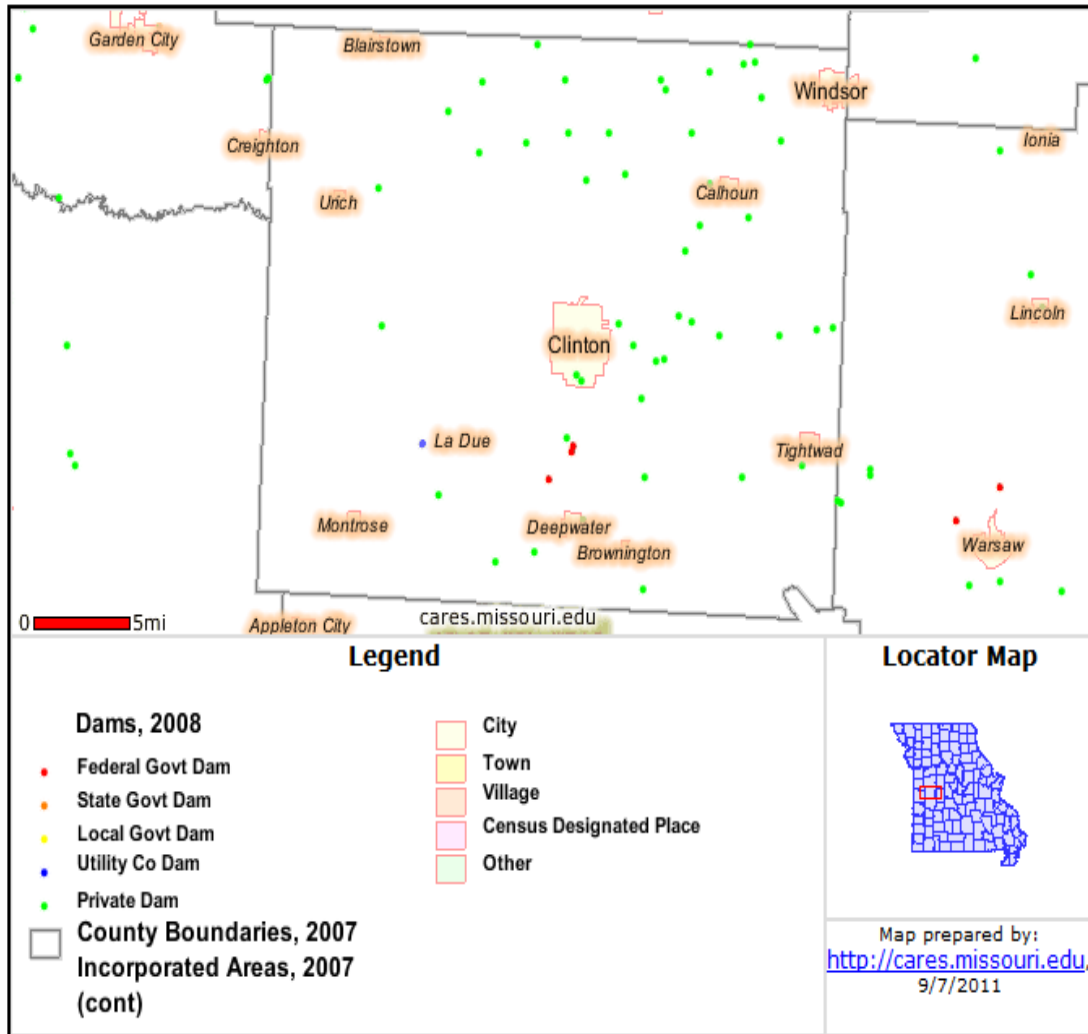 Garden City
Blairstown
Windsor
Creighton
Ionia
Urich
Calhoun
Lincoln
Clinton
La Due
Tightwad
Montrose
Deepwater
Brownington
Warsaw
0 5mi
cares.missouri.edu
Appleton City
Legend
Locator Map
Dams, 2008
Federal Govt Dam
State Govt Dam
Local Govt Dam
Utility Co Dam
Private Dam
County Boundaries, 2007
Incorporated Areas, 2007
(cont)
City
Town
Village
Census Designated Place
Other
Map prepared by:
http://cares.missouri.edu,
9/7/2011